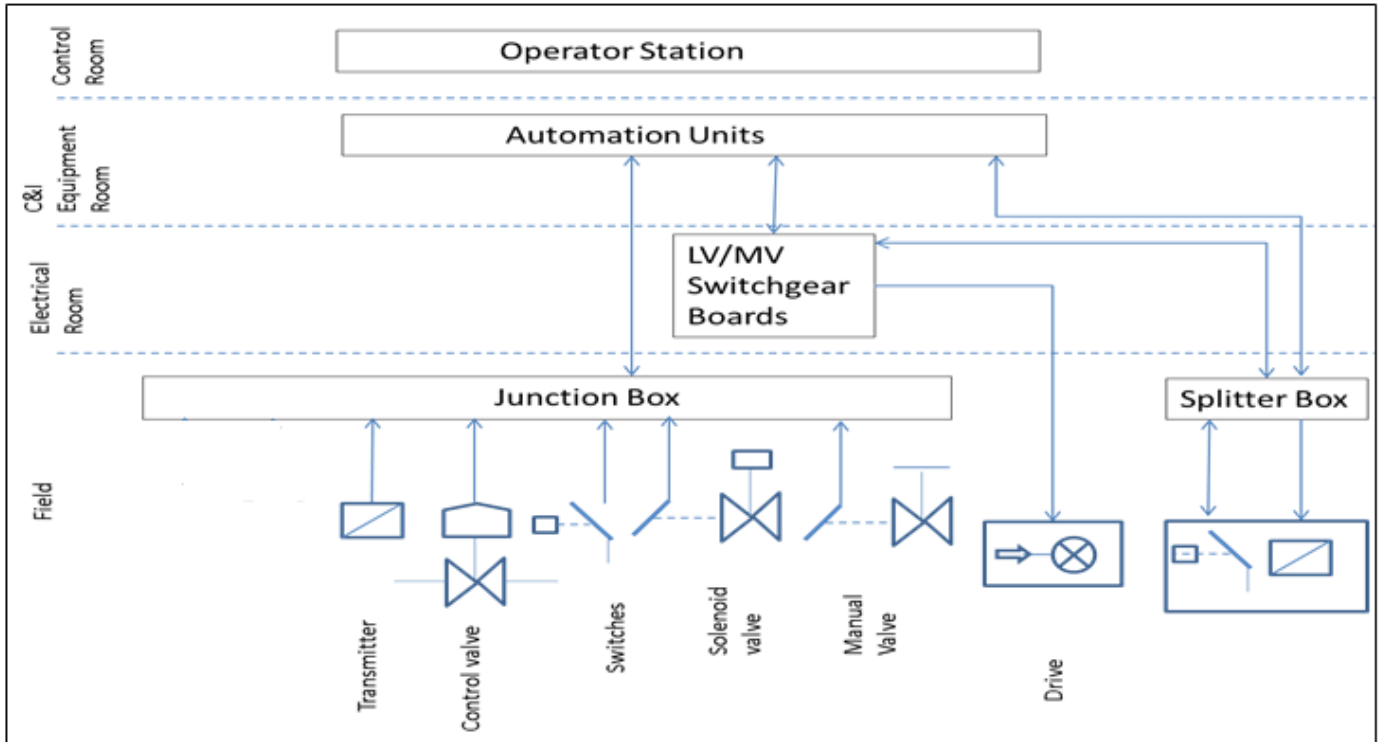 Control
Room
Operator Station
C&I
Equipment
Room
Automation Units
Electrical
Room
LV/MV
Switchgear
Boards
Field
Junction Box
Splitter Box
Transmitter
Control valve
Switches
Solenoid
valve
Manual
Valve
Drive